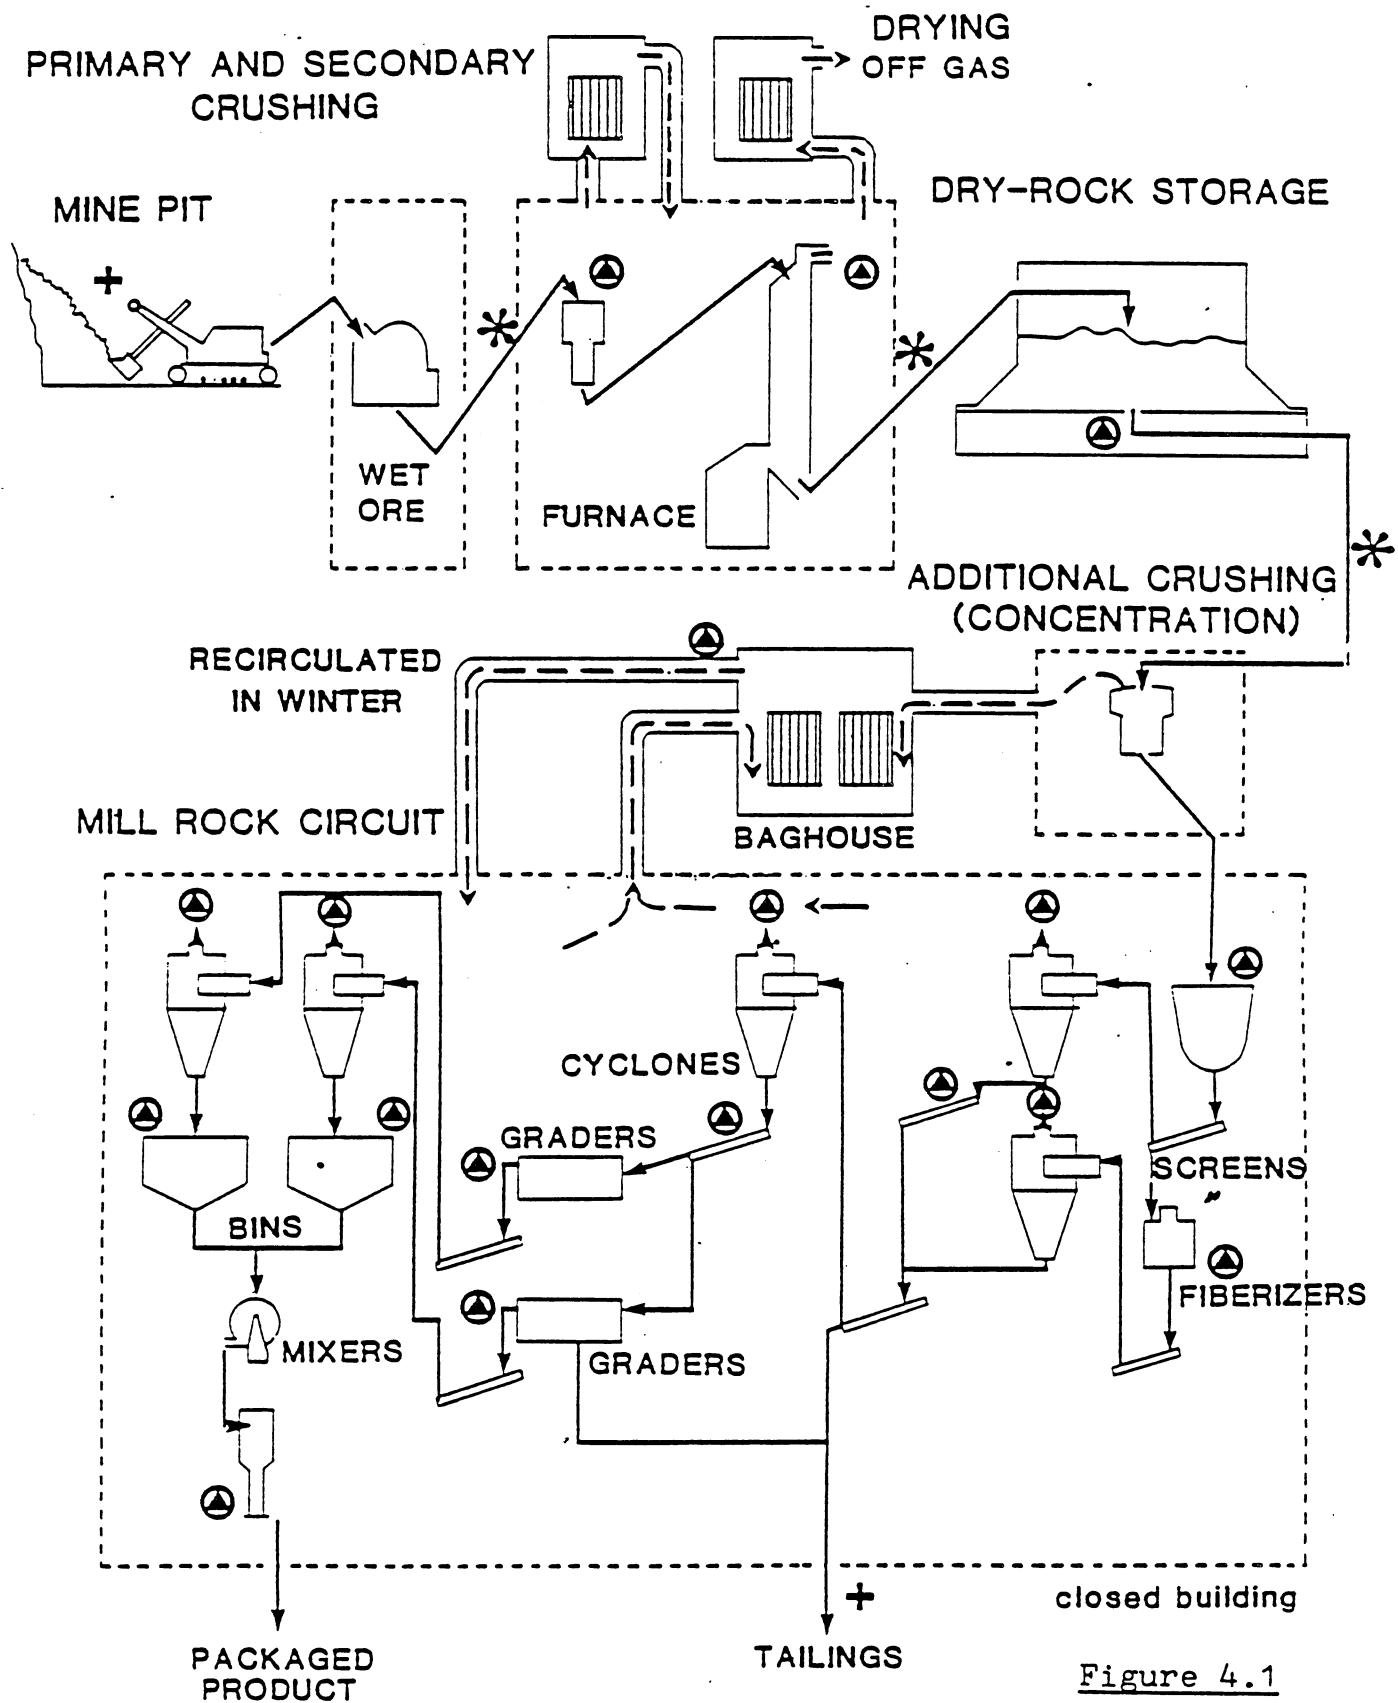 DRYING
OFF GAS
PRIMARY AND SECONDARY
CRUSHING
MINE PIT
DRY-ROCK STORAGE
WET
ORE
FURNACE
ADDITIONAL CRUSHING
(CONCENTRATION)
RECIRCULATED
IN WINTER
MILL ROCK CIRCUIT
BAGHOUSE
CYCLONES
GRADERS
SCREENS
BINS
FIBERIZERS
MIXERS
GRADERS
closed building
PACKAGED
PRODUCT
TAILINGS
Figure 4.1